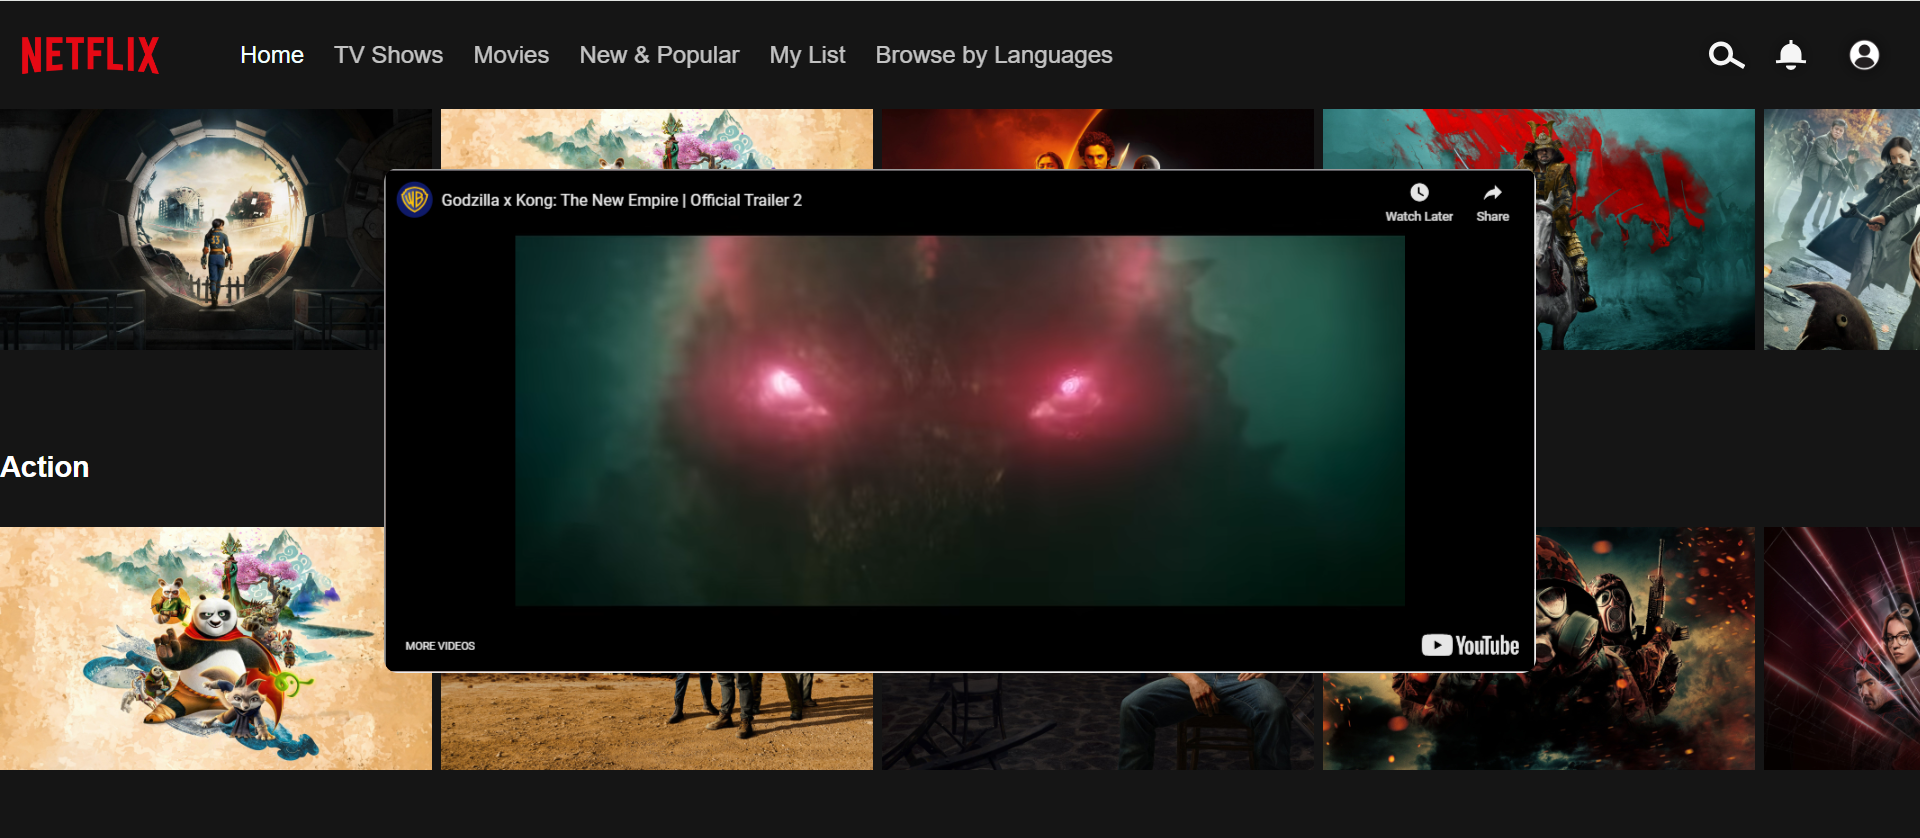 NETFLIX
Home TV Shows Movies New & Popular My List Browse by Languages
Godzilla x Kong: The New Empire | Official Trailer 2
Watch Later Share
Action
MORE VIDEOS
YouTube